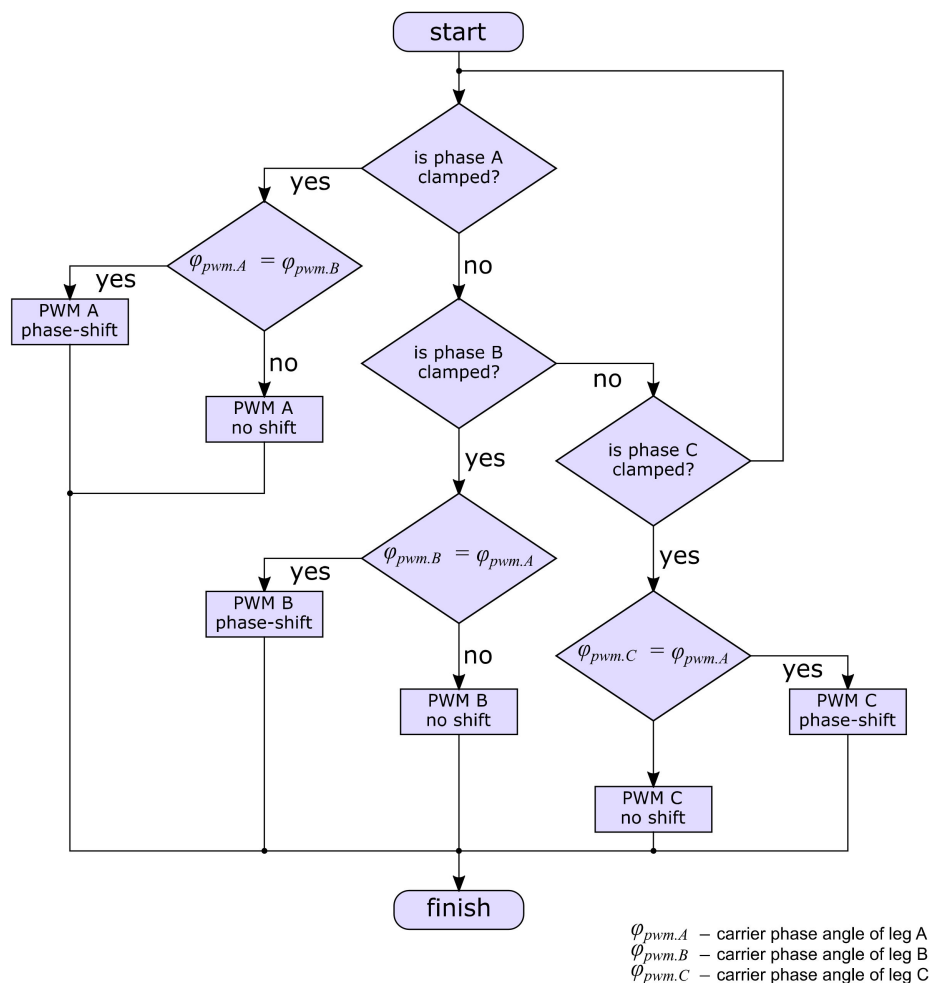 start
is phase A
clamped?
yes
φpwm.A = φpwm.B
yes
no
PWM A
phase-shift
is phase B
clamped?
no
no
PWM A
no shift
is phase C
clamped?
yes
φpwm.B = φpwm.A
yes
yes
PWM B
phase-shift
no
φpwm.C = φpwm.A
yes
PWM B
no shift
PWM C
phase-shift
PWM C
no shift
finish
φpwm.A – carrier phase angle of leg A
φpwm.B – carrier phase angle of leg B
φpwm.C – carrier phase angle of leg C